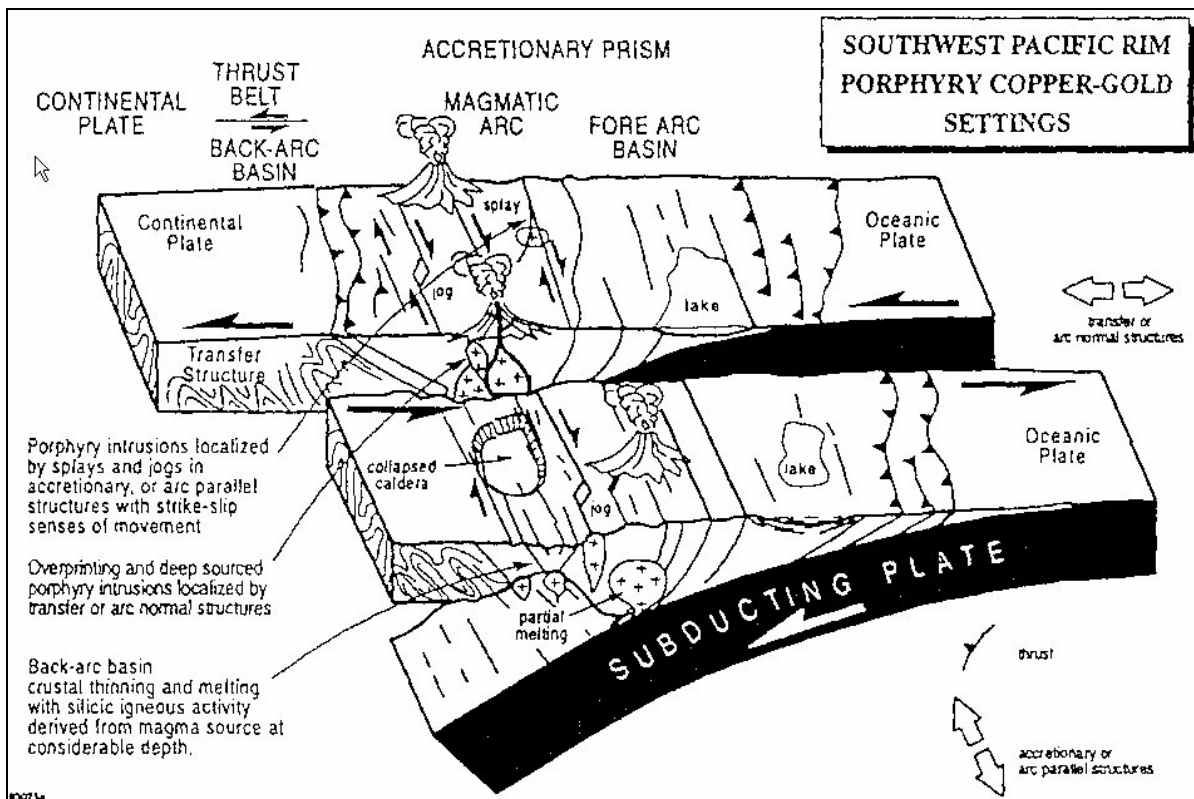 SOUTHWEST PACIFIC RIM
PORPHYRY COPPER-GOLD
SETTINGS
ACCRETIONARY PRISM
CONTINENTAL
PLATE
THRUST
BELT
BACK-ARC
BASIN
MAGMATIC
ARC
FORE ARC
BASIN
Continental
Plate
splay
jog
lake
Oceanic
Plate
transfer or
arc normal structures
Transfer
Structure
collapsed
caldera
jog
lake
Oceanic
Plate
partial
melting
SUBDUCTING PLATE
Porphyry intrusions localized
by splays and jogs in
accretionary, or arc parallel
structures with strike-slip
senses of movement
Overprinting and deep sourced
porphyry intrusions localized by
transfer or arc normal structures
Back-arc basin
crustal thinning and melting
with silicic igneous activity
derived from magma source at
considerable depth.
thrust
accretionary or
arc parallel structures